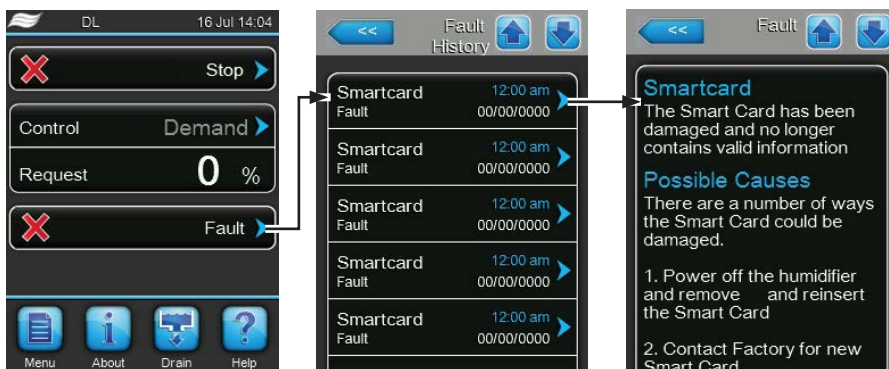 DL 16 Jul 14:04
Stop
Control Demand
Request 0 %
Fault
Menu About Drain Help
<< Fault
History
Smartcard 12:00 am
Fault 00/00/0000
Smartcard 12:00 am
Fault 00/00/0000
Smartcard 12:00 am
Fault 00/00/0000
Smartcard 12:00 am
Fault 00/00/0000
Smartcard 12:00 am
Fault 00/00/0000
<< Fault
Smartcard
The Smart Card has been
damaged and no longer
contains valid information
Possible Causes
There are a number of ways
the Smart Card could be
damaged.
1. Power off the humidifier
and remove and reinsert
the Smart Card
2. Contact Factory for new
Smart Card